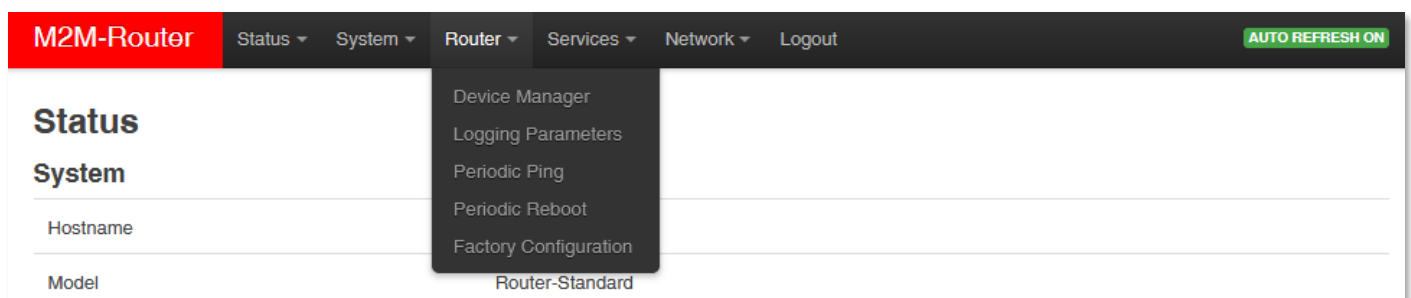 M2M-Router Status System Router Services Network Logout AUTO REFRESH ON
Device Manager
Status
Logging Parameters
System
Periodic Ping
Periodic Reboot
Hostname
Factory Configuration
Model Router-Standard